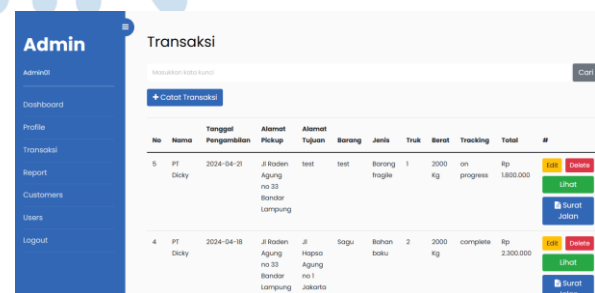 Admin
Admin01
Dashboard
Profile
Transaksi
Report
Customers
Users
Logout
Transaksi
Masukkan kata kunci
Cari
+ Catat Transaksi
No Nama Tanggal Pengambilan Alamat Pickup Alamat Tujuan Barang Jenis Truk Berat Tracking Total #
5 PT Dicky 2024-04-21 Jl Raden Agung no 33 Bandar Lampung test test Barang fragile 1 2000 Kg on progress Rp 1.800.000 Edit Delete
Lihat
Surat Jalan
4 PT Dicky 2024-04-18 Jl Raden Agung no 33 Bandar Lampung Jl Hapsa Agung no 1 Jakarta Sagu Bahan baku 2 2000 Kg complete Rp 2.300.000 Edit Delete
Lihat
Surat Jalan